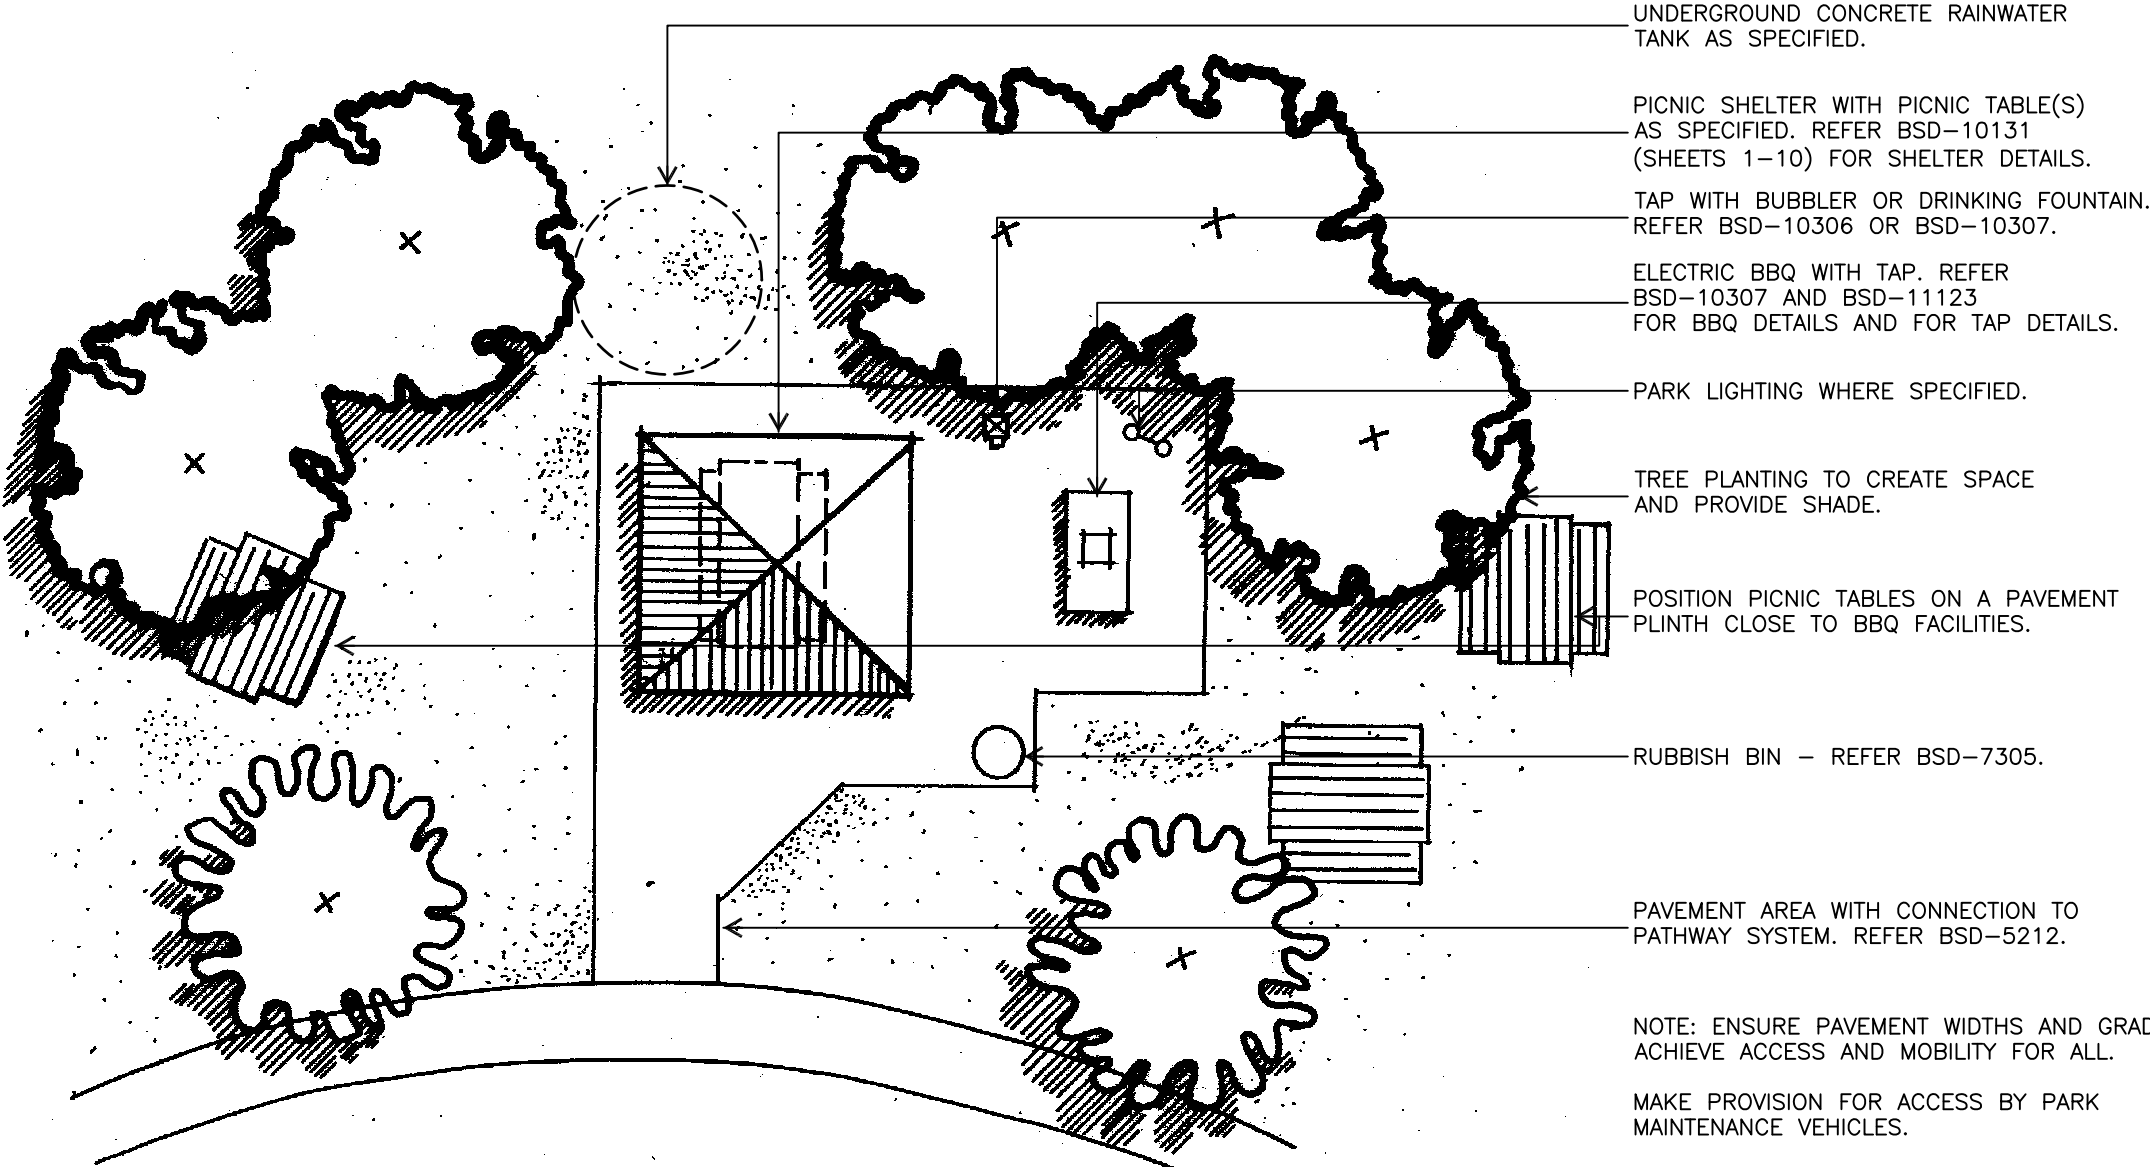 UNDERGROUND CONCRETE RAINWATER
TANK AS SPECIFIED.
PICNIC SHELTER WITH PICNIC TABLE(S)
AS SPECIFIED. REFER BSD-10131
(SHEETS 1-10) FOR SHELTER DETAILS.
TAP WITH BUBBLER OR DRINKING FOUNTAIN.
REFER BSD-10306 OR BSD-10307.
ELECTRIC BBQ WITH TAP. REFER
BSD-10307 AND BSD-11123
FOR BBQ DETAILS AND FOR TAP DETAILS.
PARK LIGHTING WHERE SPECIFIED.
TREE PLANTING TO CREATE SPACE
AND PROVIDE SHADE.
POSITION PICNIC TABLES ON A PAVEMENT
PLINTH CLOSE TO BBQ FACILITIES.
RUBBISH BIN - REFER BSD-7305.
PAVEMENT AREA WITH CONNECTION TO
PATHWAY SYSTEM. REFER BSD-5212.
NOTE: ENSURE PAVEMENT WIDTHS AND GRAD
ACHIEVE ACCESS AND MOBILITY FOR ALL.
MAKE PROVISION FOR ACCESS BY PARK
MAINTENANCE VEHICLES.